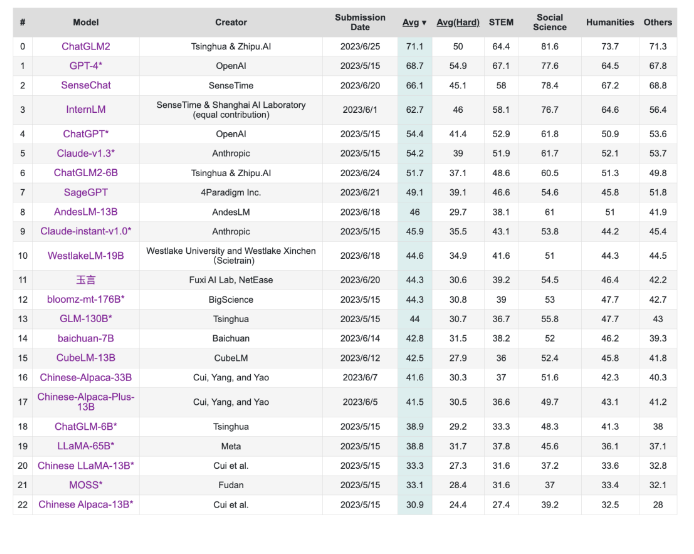 # Model Creator Submission Date Avg ▼ Avg(Hard) STEM Social Science Humanities Others
0 ChatGLM2 Tsinghua & Zhipu.AI 2023/6/25 71.1 50 64.4 81.6 73.7 71.3
1 GPT-4* OpenAI 2023/5/15 68.7 54.9 67.1 77.6 64.5 67.8
2 SenseChat SenseTime 2023/6/20 66.1 45.1 58 78.4 67.2 68.8
3 InternLM SenseTime & Shanghai AI Laboratory (equal contribution) 2023/6/1 62.7 46 58.1 76.7 64.6 56.4
4 ChatGPT* OpenAI 2023/5/15 54.4 41.4 52.9 61.8 50.9 53.6
5 Claude-v1.3* Anthropic 2023/5/15 54.2 39 51.9 61.7 52.1 53.7
6 ChatGLM2-6B Tsinghua & Zhipu.AI 2023/6/24 51.7 37.1 48.6 60.5 51.3 49.8
7 SageGPT 4Paradigm Inc. 2023/6/21 49.1 39.1 46.6 54.6 45.8 51.8
8 AndesLM-13B AndesLM 2023/6/18 46 29.7 38.1 61 51 41.9
9 Claude-instant-v1.0* Anthropic 2023/5/15 45.9 35.5 43.1 53.8 44.2 45.4
10 WestlakeLM-19B Westlake University and Westlake Xinchen (Scietrain) 2023/6/18 44.6 34.9 41.6 51 44.3 44.5
11 玉言 Fuxi AI Lab, NetEase 2023/6/20 44.3 30.6 39.2 54.5 46.4 42.2
12 bloomz-mt-176B* BigScience 2023/5/15 44.3 30.8 39 53 47.7 42.7
13 GLM-130B* Tsinghua 2023/5/15 44 30.7 36.7 55.8 47.7 43
14 baichuan-7B Baichuan 2023/6/14 42.8 31.5 38.2 52 46.2 39.3
15 CubeLM-13B CubeLM 2023/6/12 42.5 27.9 36 52.4 45.8 41.8
16 Chinese-Alpaca-33B Cui, Yang, and Yao 2023/6/7 41.6 30.3 37 51.6 42.3 40.3
17 Chinese-Alpaca-Plus-13B Cui, Yang, and Yao 2023/6/5 41.5 30.5 36.6 49.7 43.1 41.2
18 ChatGLM-6B* Tsinghua 2023/5/15 38.9 29.2 33.3 48.3 41.3 38
19 LLaMA-65B* Meta 2023/5/15 38.8 31.7 37.8 45.6 36.1 37.1
20 Chinese LLaMA-13B* Cui et al. 2023/5/15 33.3 27.3 31.6 37.2 33.6 32.8
21 MOSS* Fudan 2023/5/15 33.1 28.4 31.6 37 33.4 32.1
22 Chinese Alpaca-13B* Cui et al. 2023/5/15 30.9 24.4 27.4 39.2 32.5 28